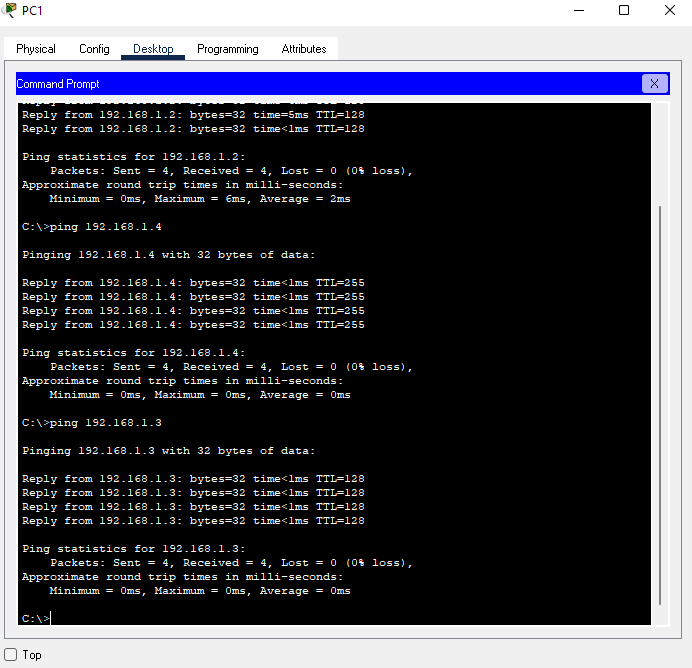 PC1
Physical Config Desktop Programming Attributes
Command Prompt
X
Reply from 192.168.1.2: bytes=32 time=5ms TTL=128
Reply from 192.168.1.2: bytes=32 time<1ms TTL=128
Ping statistics for 192.168.1.2:
    Packets: Sent = 4, Received = 4, Lost = 0 (0% loss),
Approximate round trip times in milli-seconds:
    Minimum = 0ms, Maximum = 6ms, Average = 2ms
C:\>ping 192.168.1.4
Pinging 192.168.1.4 with 32 bytes of data:
Reply from 192.168.1.4: bytes=32 time<1ms TTL=255
Reply from 192.168.1.4: bytes=32 time<1ms TTL=255
Reply from 192.168.1.4: bytes=32 time<1ms TTL=255
Reply from 192.168.1.4: bytes=32 time<1ms TTL=255
Ping statistics for 192.168.1.4:
    Packets: Sent = 4, Received = 4, Lost = 0 (0% loss),
Approximate round trip times in milli-seconds:
    Minimum = 0ms, Maximum = 0ms, Average = 0ms
C:\>ping 192.168.1.3
Pinging 192.168.1.3 with 32 bytes of data:
Reply from 192.168.1.3: bytes=32 time<1ms TTL=128
Reply from 192.168.1.3: bytes=32 time<1ms TTL=128
Reply from 192.168.1.3: bytes=32 time<1ms TTL=128
Reply from 192.168.1.3: bytes=32 time<1ms TTL=128
Ping statistics for 192.168.1.3:
    Packets: Sent = 4, Received = 4, Lost = 0 (0% loss),
Approximate round trip times in milli-seconds:
    Minimum = 0ms, Maximum = 0ms, Average = 0ms
C:\>
Top